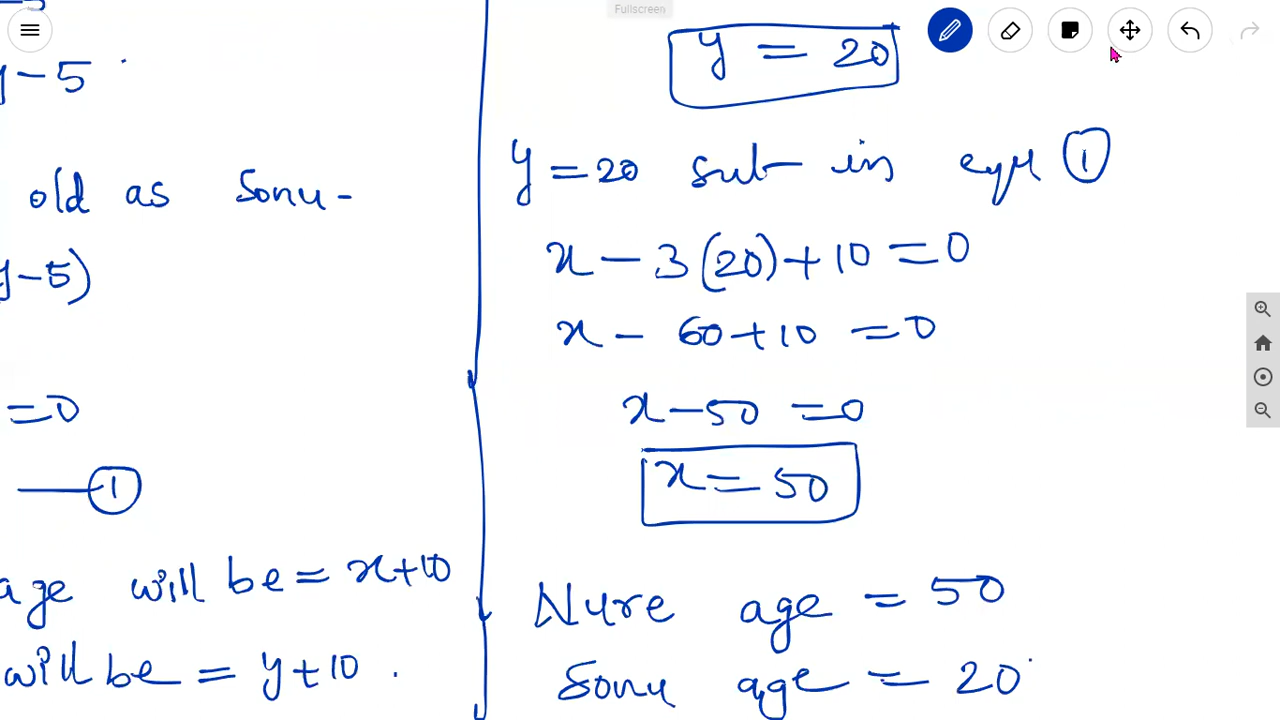 Fullscreen
y-5
old as Sonu-
y-5)
=0
①
age will be = x+10
will be = y+10 .
y = 20
y=20 sub in eqn ①
x - 3(20)+10 =0
x - 60+10 =0
x-50 =0
x=50
Nure age = 50
Sonu age = 20